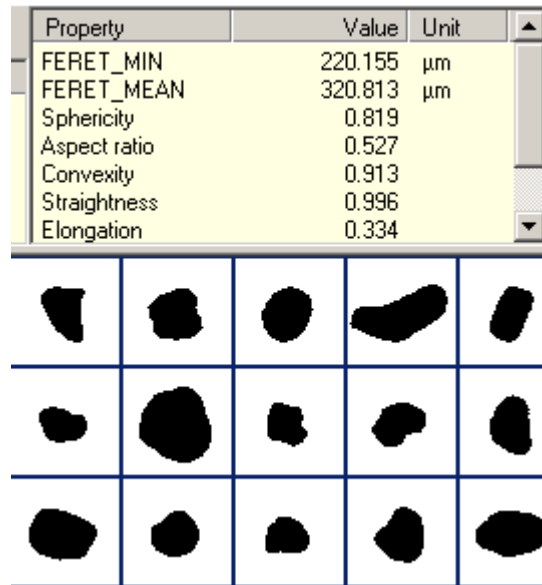 Property Value Unit
FERET_MIN 220.155 µm
FERET_MEAN 320.813 µm
Sphericity 0.819
Aspect ratio 0.527
Convexity 0.913
Straightness 0.996
Elongation 0.334